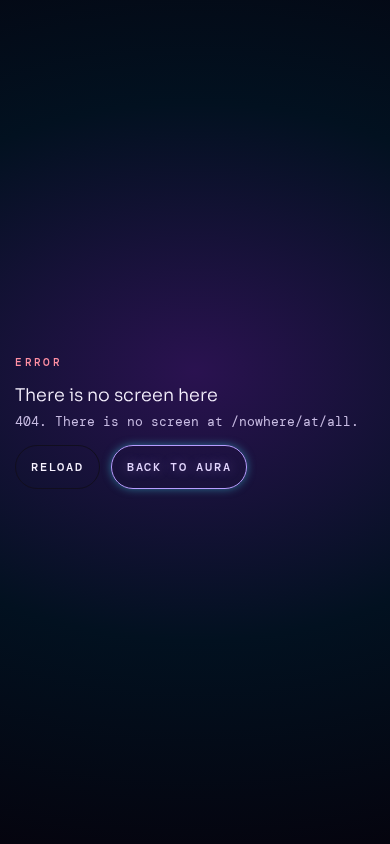 ERROR
There is no screen here
404. There is no screen at /nowhere/at/all.
RELOAD
BACK TO AURA